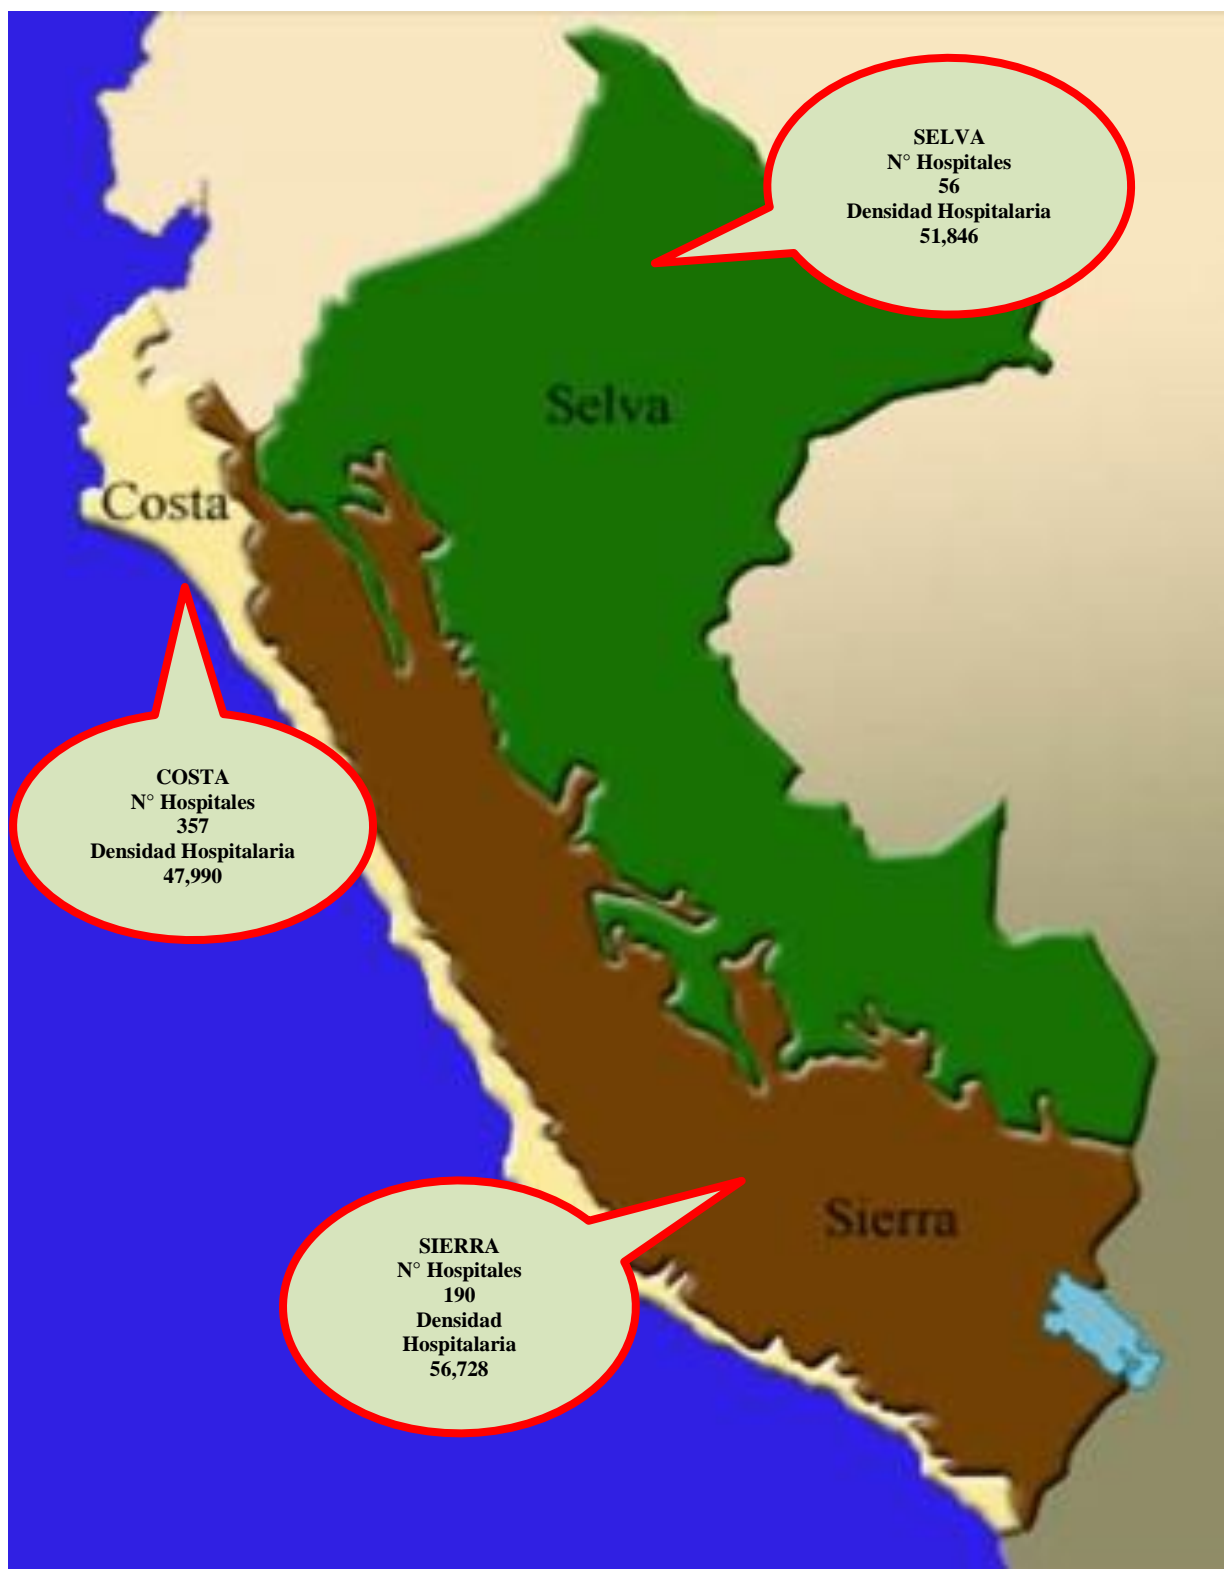 SELVA
N° Hospitales
56
Densidad Hospitalaria
51,846
Selva
Costa
COSTA
N° Hospitales
357
Densidad Hospitalaria
47,990
SIERRA
N° Hospitales
190
Densidad
Hospitalaria
56,728
Sierra